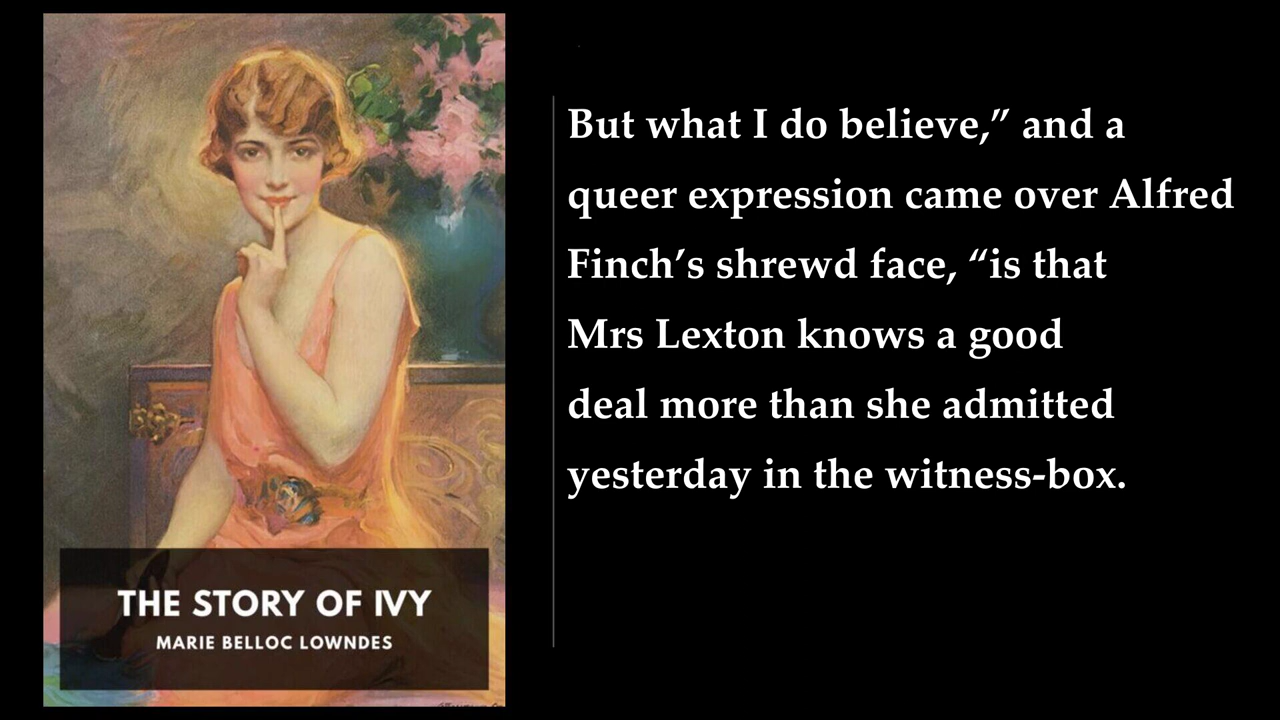 THE STORY OF IVY
MARIE BELLOC LOWNDES
But what I do believe,” and a
queer expression came over Alfred
Finch’s shrewd face, “is that
Mrs Lexton knows a good
deal more than she admitted
yesterday in the witness-box.